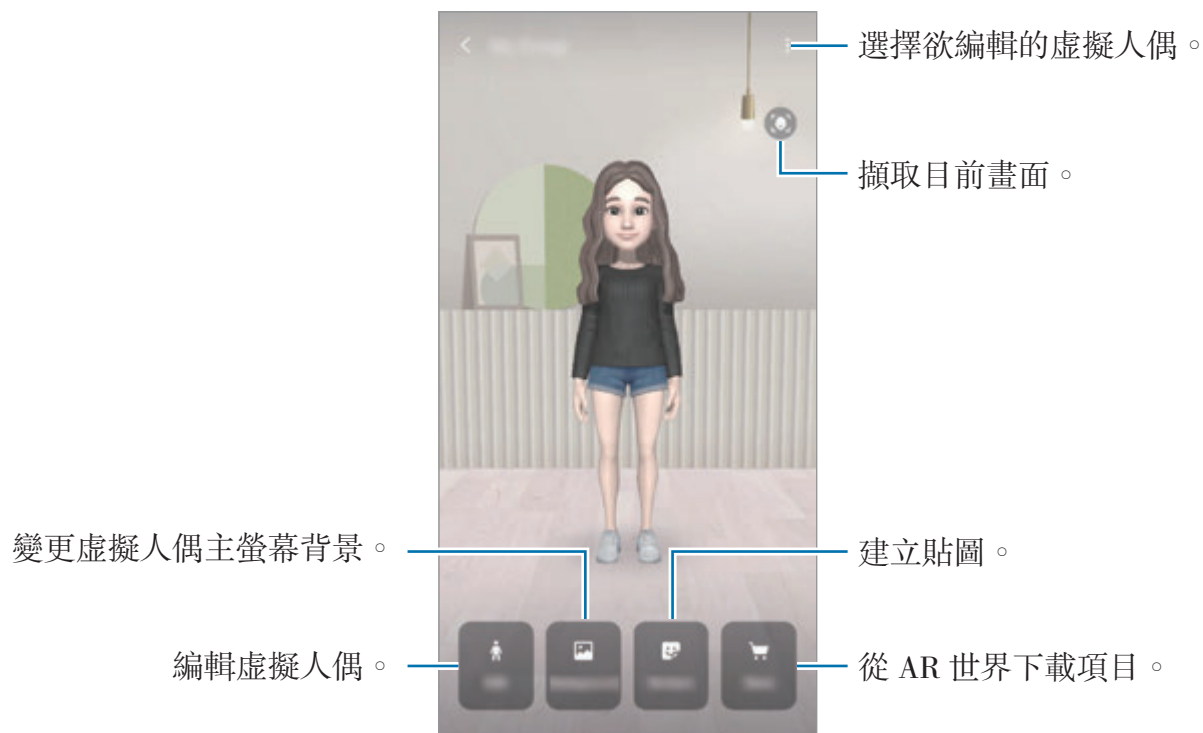 選擇欲編輯的虛擬人偶。
擷取目前畫面。
變更虛擬人偶主螢幕背景。
建立貼圖。
編輯虛擬人偶。
從 AR 世界下載項目。